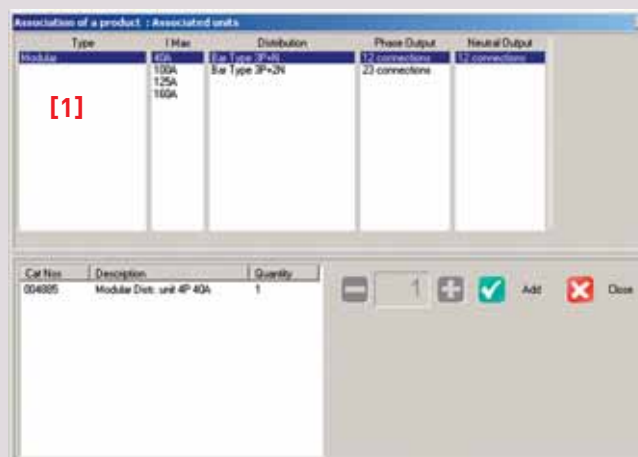 Association of a product : Associated units
Type I Max Distribution Phase Output Neutral Output
Modular 40A Bar Type 3P+N 12 connections 12 connections
100A Bar Type 3P+2N 23 connections
125A
160A
[1]
Cat Nos Description Quantity
004885 Modular Distr. unit 4P 40A 1
1 Add Close